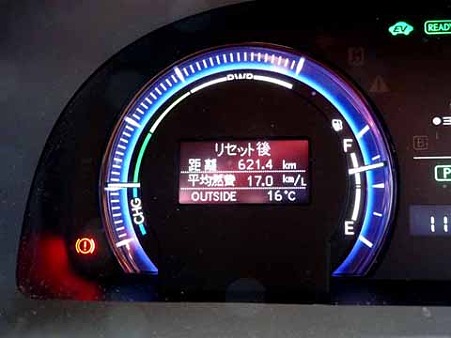 EV READY
PWR
リセット後
距離 621.4 km
平均燃費 17.0 km/L
OUTSIDE 16℃
CHG
F
E
P
B
11